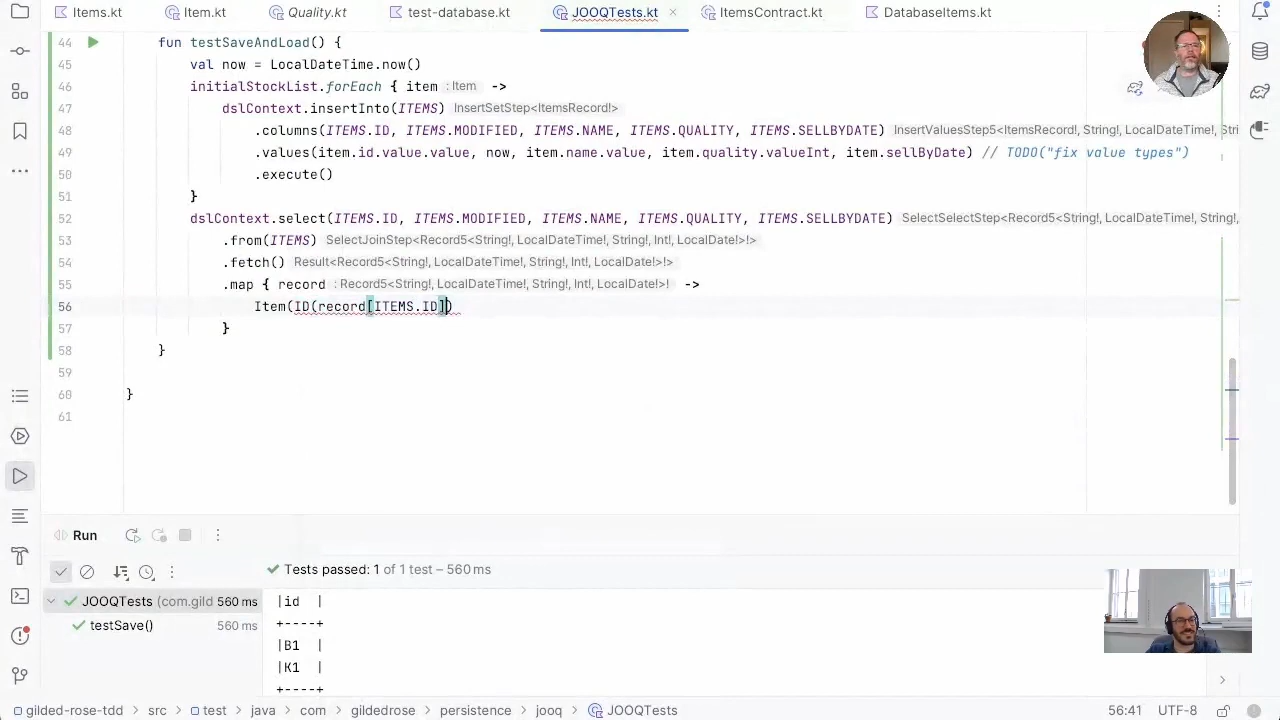 Items.kt Item.kt Quality.kt test-database.kt JOOQTests.kt ItemsContract.kt DatabaseItems.kt
44 fun testSaveAndLoad() {
45 val now = LocalDateTime.now()
46 initialStockList.forEach { item : Item ->
47 dslContext.insertInto(ITEMS) InsertSetStep<ItemsRecord!>
48 .columns(ITEMS.ID, ITEMS.MODIFIED, ITEMS.NAME, ITEMS.QUALITY, ITEMS.SELLBYDATE) InsertValuesStep5<ItemsRecord!, String!, LocalDateTime!, Stri
49 .values(item.id.value.value, now, item.name.value, item.quality.valueInt, item.sellByDate) // TODO("fix value types")
50 .execute()
51 }
52 dslContext.select(ITEMS.ID, ITEMS.MODIFIED, ITEMS.NAME, ITEMS.QUALITY, ITEMS.SELLBYDATE) SelectSelectStep<Record5<String!, LocalDateTime!, String!,
53 .from(ITEMS) SelectJoinStep<Record5<String!, LocalDateTime!, String!, Int!, LocalDate!>!>
54 .fetch() Result<Record5<String!, LocalDateTime!, String!, Int!, LocalDate!>!>
55 .map { record : Record5<String!, LocalDateTime!, String!, Int!, LocalDate!>! ->
56 Item(ID(record[ITEMS.ID])
57 }
58 }
59
60 }
61
Run
Tests passed: 1 of 1 test – 560 ms
JOOQTests (com.gild 560 ms
testSave() 560 ms
|id |
+----+
|B1 |
|K1 |
+----+
gilded-rose-tdd > src > test > java > com > gildedrose > persistence > jooq > JOOQTests 56:41 UTF-8